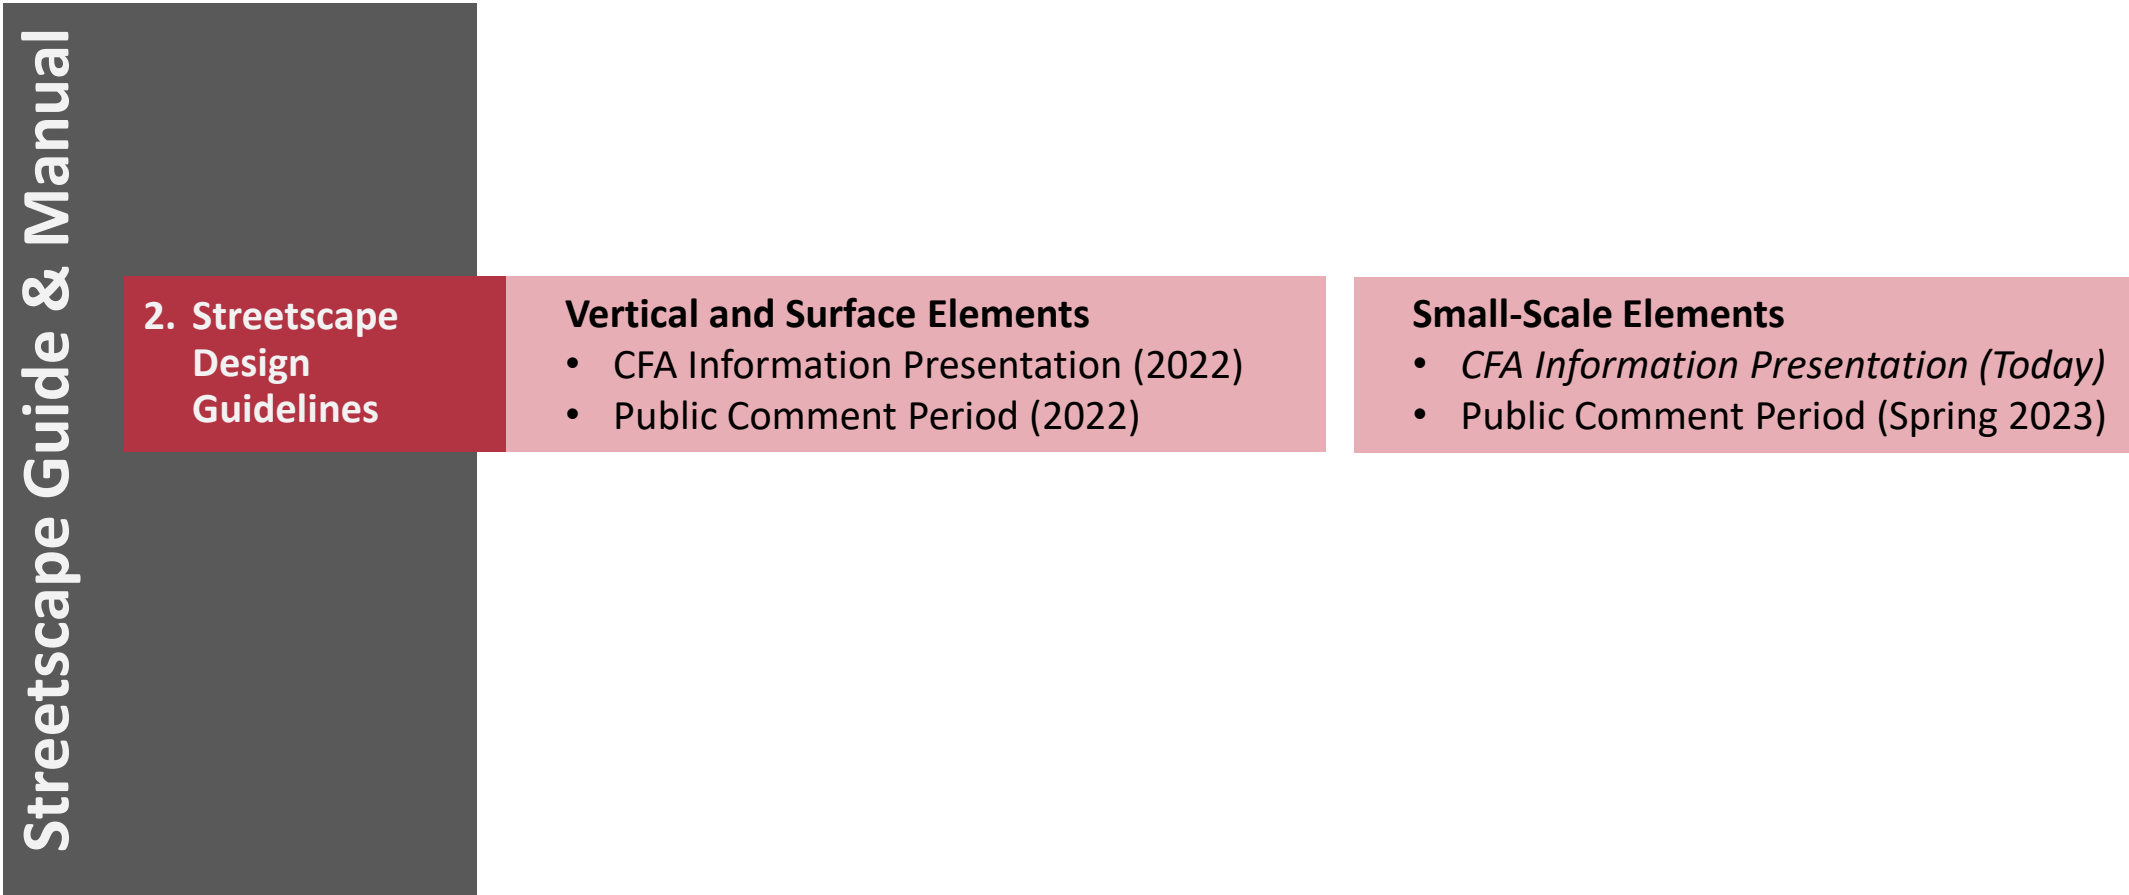 Streetscape Guide & Manual
2. Streetscape
Design
Guidelines
Vertical and Surface Elements
• CFA Information Presentation (2022)
• Public Comment Period (2022)
Small-Scale Elements
• CFA Information Presentation (Today)
• Public Comment Period (Spring 2023)